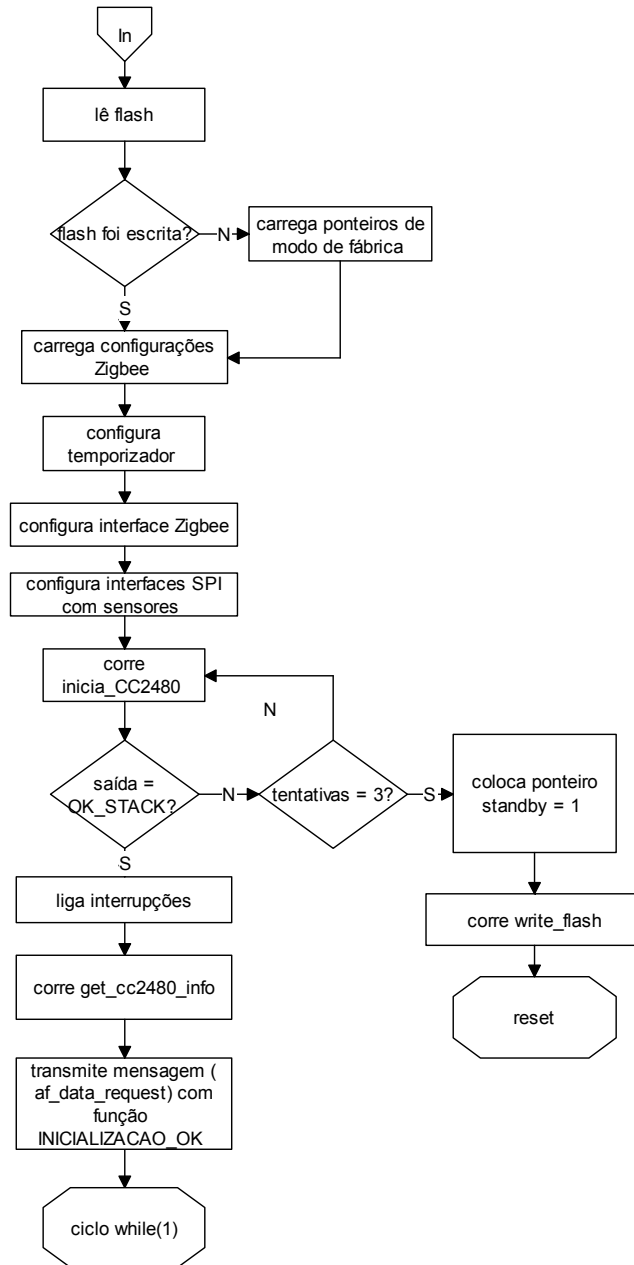 In
lê flash
flash foi escrita?
N
carrega ponteiros de
modo de fábrica
S
carrega configurações
Zigbee
configura
temporizador
configura interface Zigbee
configura interfaces SPI
com sensores
corre
inicia_CC2480
N
saída =
OK_STACK?
N
tentativas = 3?
S
coloca ponteiro
standby = 1
S
liga interrupções
corre write_flash
corre get_cc2480_info
reset
transmite mensagem (
af_data_request) com
função
INICIALIZACAO_OK
ciclo while(1)